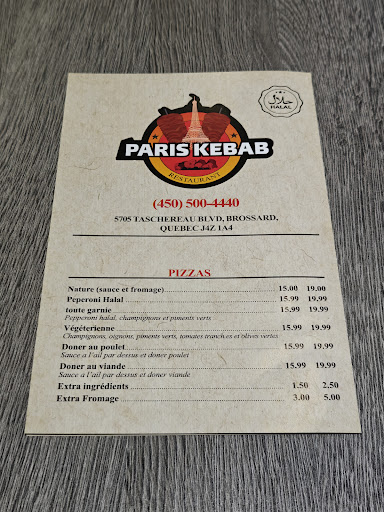 حلال
HALAL
PARIS KEBAB
RESTAURANT
(450) 500-4440
5705 TASCHEREAU BLVD, BROSSARD,
QUEBEC J4Z 1A4
PIZZAS
Nature (sauce et fromage) 15.00 19,00
Peperoni Halal 15.99 19.99
toute garnie 15.99 19.99
Pepperoni halal, champignons et piments verts
Végéterienne 15.99 19.99
Champignons, oignons, piments verts, tomates tranches et olives vertes
Doner au poulet 15.99 19.99
Sauce a l'ail par dessus et doner poulet
Doner au viande 15.99 19.99
Sauce a l'ail par dessus et doner viande
Extra ingrédients 1.50 2.50
Extra Fromage 3.00 5.00